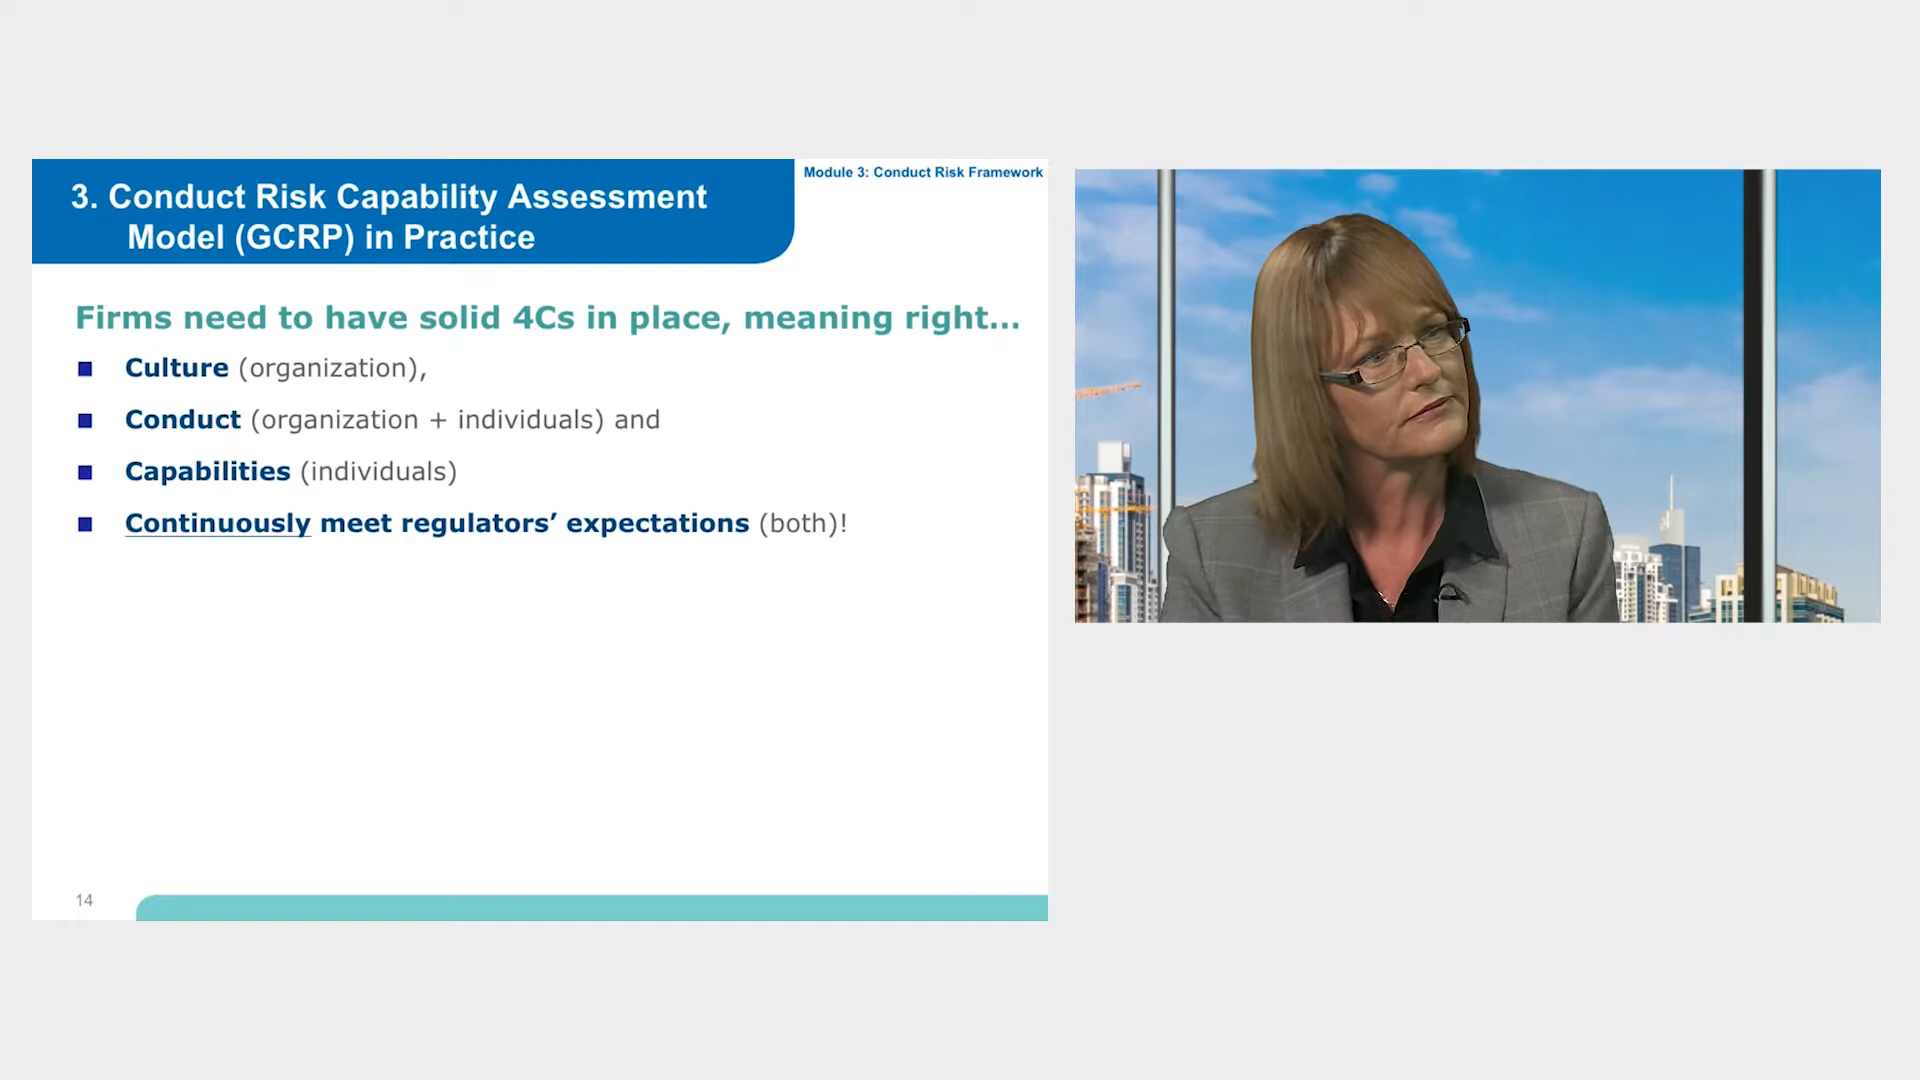 Module 3: Conduct Risk Framework
3. Conduct Risk Capability Assessment
Model (GCRP) in Practice
Firms need to have solid 4Cs in place, meaning right...
Culture (organization),
Conduct (organization + individuals) and
Capabilities (individuals)
Continuously meet regulators’ expectations (both)!
14